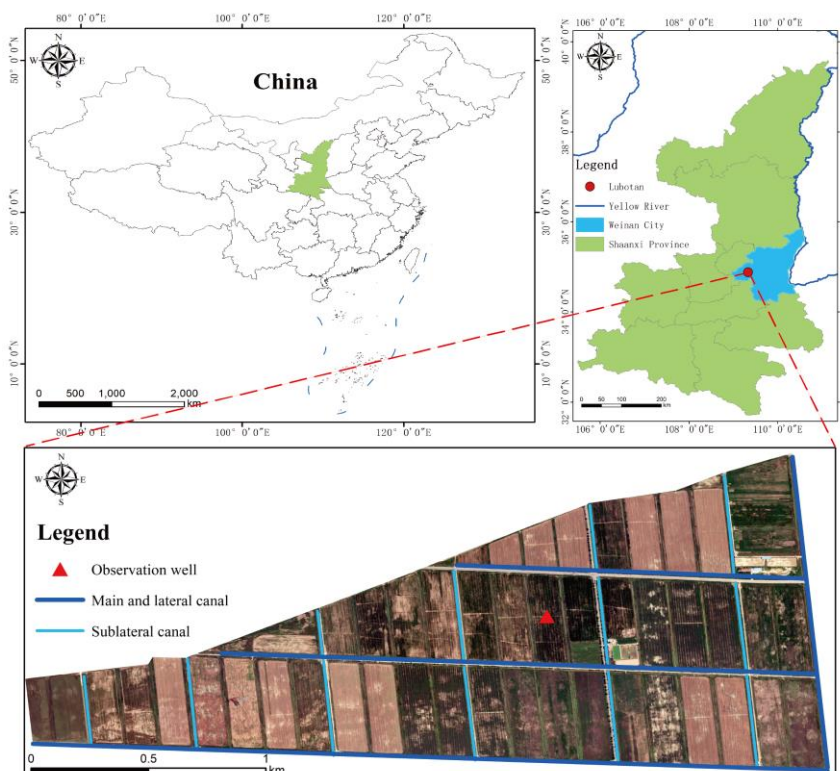 80° 0′0″E
100° 0′0″E
120° 0′0″E
50° 0′0″N
30° 0′0″N
10° 0′0″N
N
W
E
S
China
0
500
1,000
2,000
km
80° 0′0″E
100° 0′0″E
120° 0′0″E
106° 0′0″E
108° 0′0″E
110° 0′0″E
40° 0′0″N
38° 0′0″N
36° 0′0″N
34° 0′0″N
32° 0′0″N
N
W
E
S
Legend
Lubotan
Yellow River
Weinan City
Shaanxi Province
0
50
100
200
km
106° 0′0″E
108° 0′0″E
110° 0′0″E
N
W
E
S
Legend
Observation well
Main and lateral canal
Sublateral canal
0
0.5
1
km